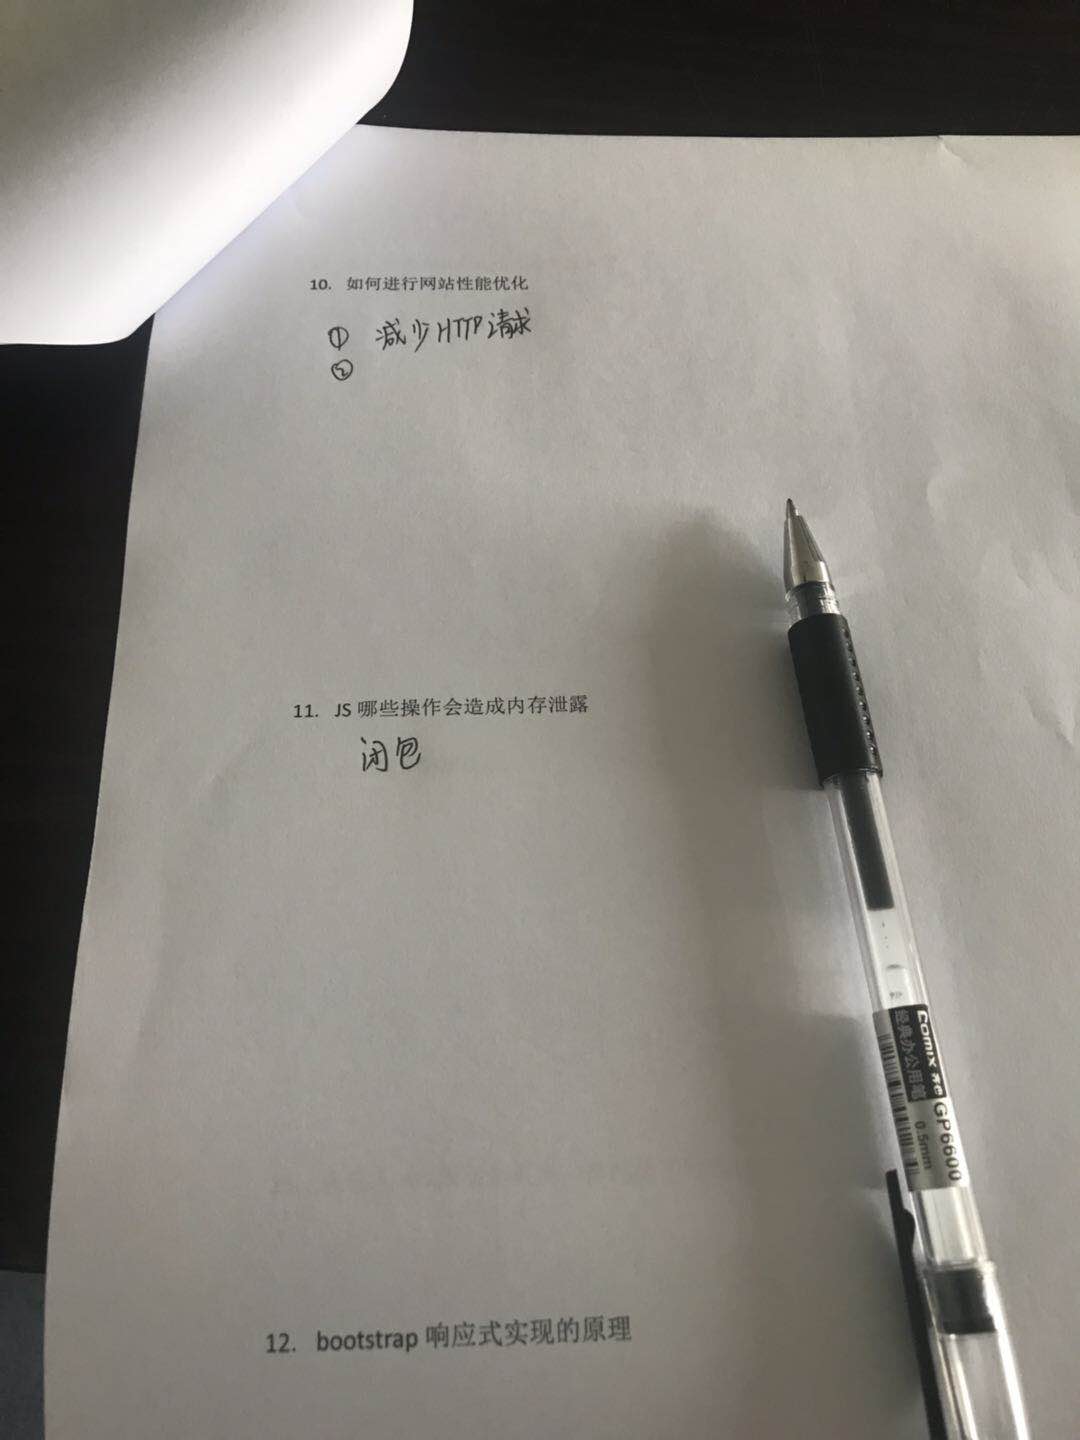 10. 如何进行网站性能优化
① 减少HTTP请求
②
11. JS 哪些操作会造成内存泄露
闭包
12. bootstrap 响应式实现的原理
comix 齐心 GP6600
经典办公用笔 0.5mm